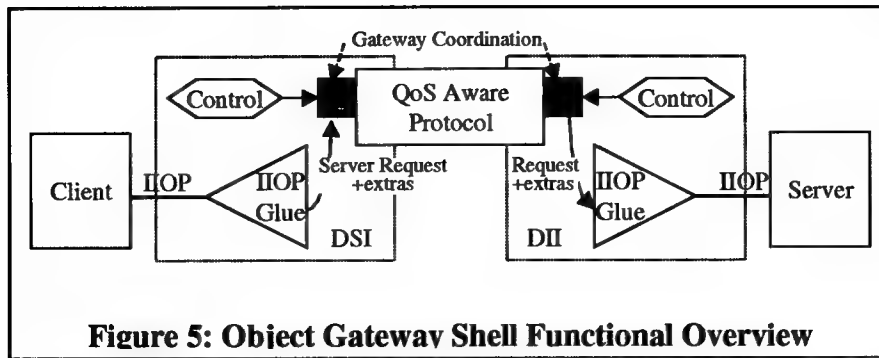 Gateway Coordination
Control
QoS Aware
Protocol
Control
Client
IIOP
IIOP
Glue
Server Request
+extras
DSI
Request
+extras
DII
IIOP
Glue
IIOP
Server
Figure 5: Object Gateway Shell Functional Overview